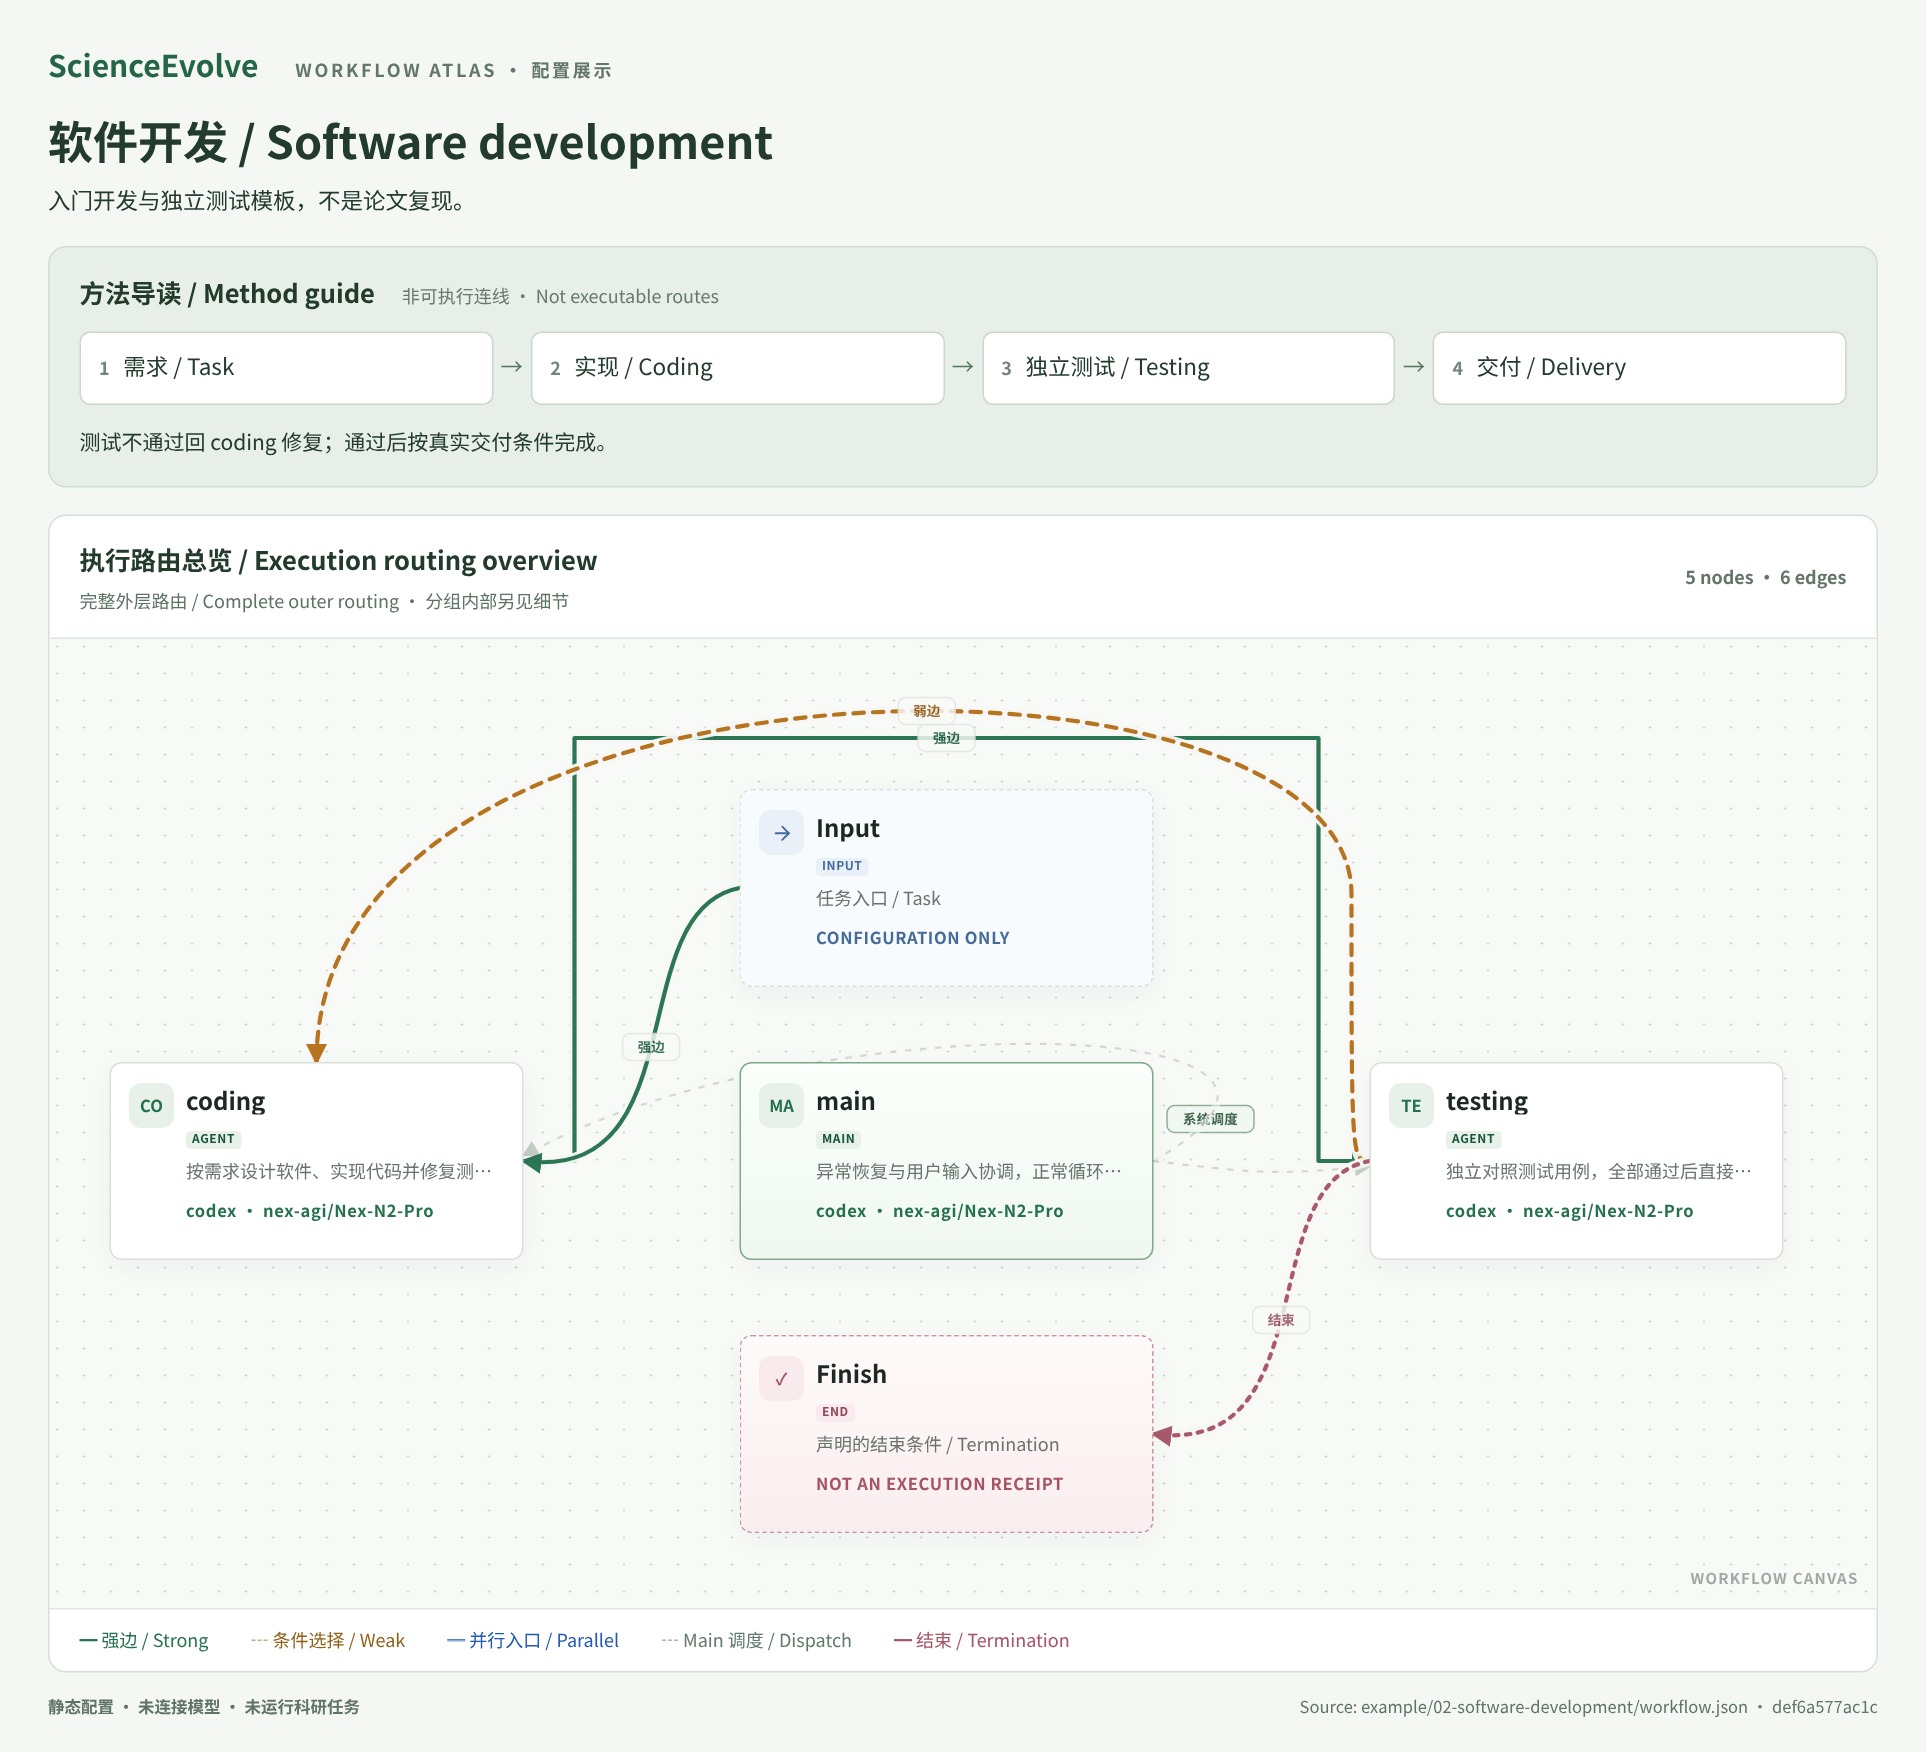 ScienceEvolve WORKFLOW ATLAS • 配置展示
软件开发 / Software development
入门开发与独立测试模板，不是论文复现。
方法导读 / Method guide 非可执行连线 • Not executable routes
1 需求 / Task → 2 实现 / Coding → 3 独立测试 / Testing → 4 交付 / Delivery
测试不通过回 coding 修复；通过后按真实交付条件完成。
执行路由总览 / Execution routing overview
5 nodes • 6 edges
完整外层路由 / Complete outer routing • 分组内部另见细节
弱边
强边
Input
INPUT
任务入口 / Task
CONFIGURATION ONLY
强边
CO coding
AGENT
按需求设计软件、实现代码并修复测…
codex • nex-agi/Nex-N2-Pro
MA main
MAIN
异常恢复与用户输入协调，正常循环…
codex • nex-agi/Nex-N2-Pro
系统调度
TE testing
AGENT
独立对照测试用例，全部通过后直接…
codex • nex-agi/Nex-N2-Pro
结束
Finish
END
声明的结束条件 / Termination
NOT AN EXECUTION RECEIPT
WORKFLOW CANVAS
强边 / Strong 条件选择 / Weak 并行入口 / Parallel Main 调度 / Dispatch 结束 / Termination
静态配置 • 未连接模型 • 未运行科研任务
Source: example/02-software-development/workflow.json • def6a577ac1c